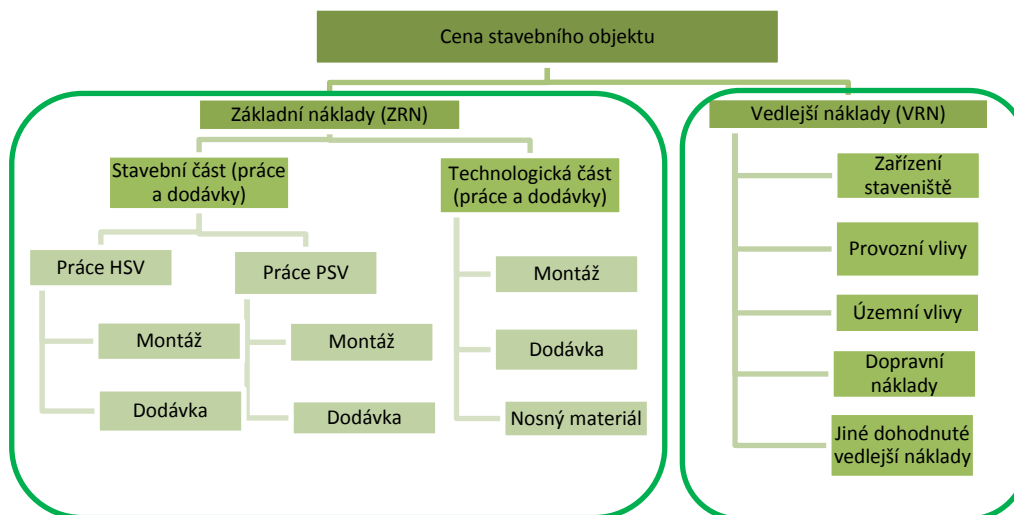 Cena stavebního objektu
Základní náklady (ZRN)
Stavební část (práce
a dodávky)
Práce HSV
Montáž
Dodávka
Práce PSV
Montáž
Dodávka
Technologická část
(práce a dodávky)
Montáž
Dodávka
Nosný materiál
Vedlejší náklady (VRN)
Zařízení
staveniště
Provozní vlivy
Územní vlivy
Dopravní
náklady
Jiné dohodnuté
vedlejší náklady